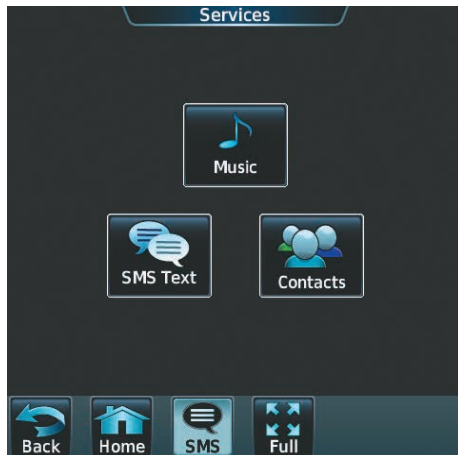 Services
Music
SMS Text
Contacts
Back
Home
SMS
Full